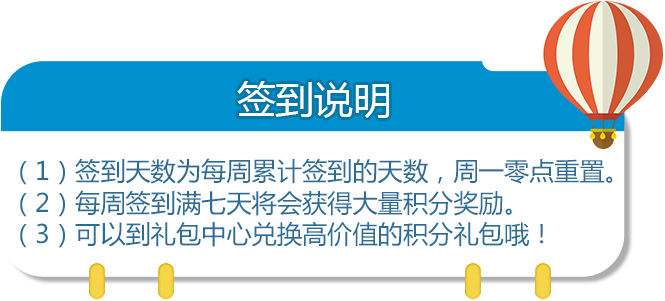 签到说明
（1）签到天数为每周累计签到的天数，周一零点重置。
（2）每周签到满七天将会获得大量积分奖励。
（3）可以到礼包中心兑换高价值的积分礼包哦！